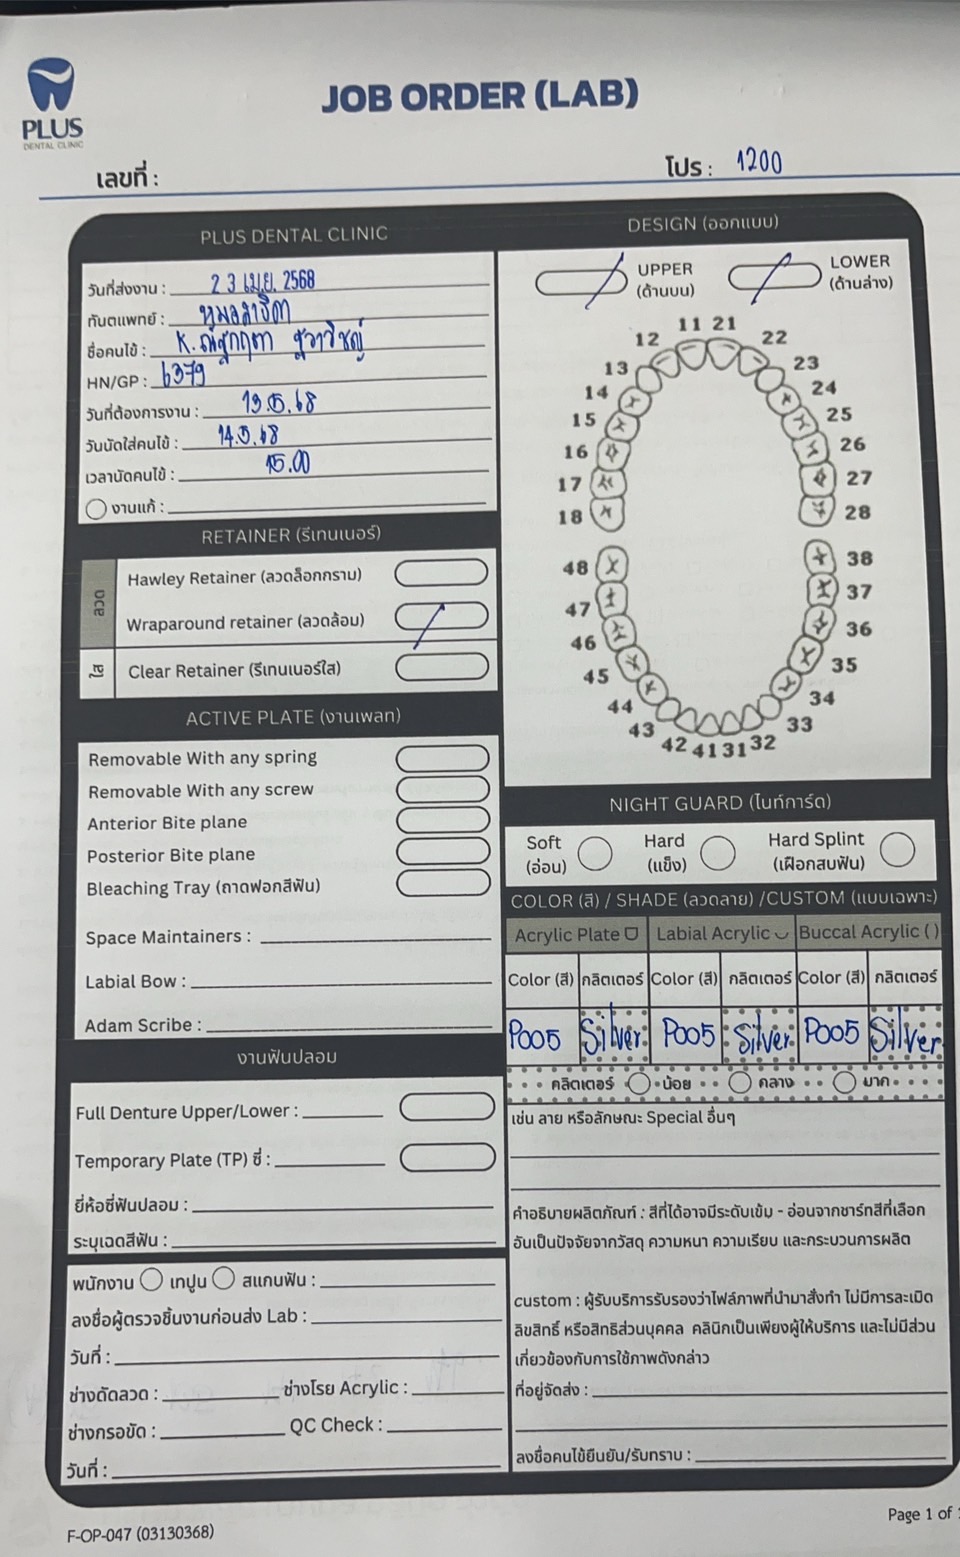 PLUS
DENTAL CLINIC
JOB ORDER (LAB)
เลขที่ :
โปร : 1200
PLUS DENTAL CLINIC
วันที่ส่งงาน : 23 เม.ย. 2568
ทันตแพทย์ :
ชื่อคนไข้ : K.
HN/GP : 6379
วันที่ต้องการงาน : 13.5.68
วันนัดใส่คนไข้ : 14.5.68
เวลานัดคนไข้ : 15.00
งานแก้ :
RETAINER (รีเทนเนอร์)
ลวด
Hawley Retainer (ลวดล็อกกราม)
Wraparound retainer (ลวดล้อม)
ใส
Clear Retainer (รีเทนเนอร์ใส)
ACTIVE PLATE (งานเพลท)
Removable With any spring
Removable With any screw
Anterior Bite plane
Posterior Bite plane
Bleaching Tray (ถาดฟอกสีฟัน)
Space Maintainers :
Labial Bow :
Adam Scribe :
งานฟันปลอม
Full Denture Upper/Lower :
Temporary Plate (TP) ซี่ :
ยี่ห้อซี่ฟันปลอม :
ระบุเฉดสีฟัน :
พนักงาน เทปูน สแกนฟัน :
ลงชื่อผู้ตรวจชิ้นงานก่อนส่ง Lab :
วันที่ :
ช่างดัดลวด : ช่างโรย Acrylic :
ช่างกรอขัด : QC Check :
วันที่ :
DESIGN (ออกแบบ)
UPPER (ด้านบน)
LOWER (ด้านล่าง)
11 21
12 22
13 23
14 24
15 25
16 26
17 27
18 28
48 38
47 37
46 36
45 35
44 34
43 33
42 41 31 32
NIGHT GUARD (ไนท์การ์ด)
Soft (อ่อน)
Hard (แข็ง)
Hard Splint (เฝือกสบฟัน)
COLOR (สี) / SHADE (ลวดลาย) /CUSTOM (แบบเฉพาะ)
Acrylic Plate Labial Acrylic Buccal Acrylic ( )
Color (สี) กลิตเตอร์ Color (สี) กลิตเตอร์ Color (สี) กลิตเตอร์
P005 Silver P005 Silver P005 Silver
คลิตเตอร์ น้อย กลาง มาก
เช่น ลาย หรือลักษณะ Special อื่นๆ
คำอธิบายผลิตภัณฑ์ : สีที่ได้อาจมีระดับเข้ม - อ่อนจากชาร์ทสีที่เลือก
อันเป็นปัจจัยจากวัสดุ ความหนา ความเรียบ และกระบวนการผลิต
custom : ผู้รับบริการรับรองว่าไฟล์ภาพที่นำมาสั่งทำ ไม่มีการละเมิด
ลิขสิทธิ์ หรือสิทธิส่วนบุคคล คลินิกเป็นเพียงผู้ให้บริการ และไม่มีส่วน
เกี่ยวข้องกับการใช้ภาพดังกล่าว
ที่อยู่จัดส่ง :
ลงชื่อคนไข้ยืนยัน/รับทราบ :
F-OP-047 (03130368)
Page 1 of